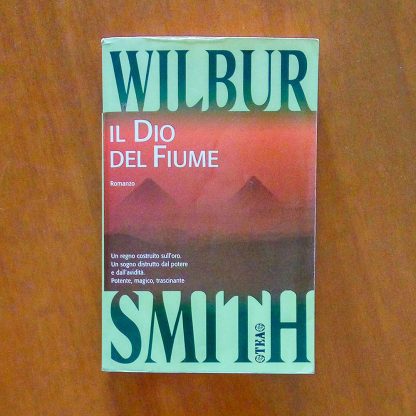 WILBUR
IL DIO
DEL FIUME
Romanzo
Un regno costruito sull'oro.
Un sogno distrutto dal potere
e dall'avidità.
Potente, magico, trascinante
SMITH
TEA